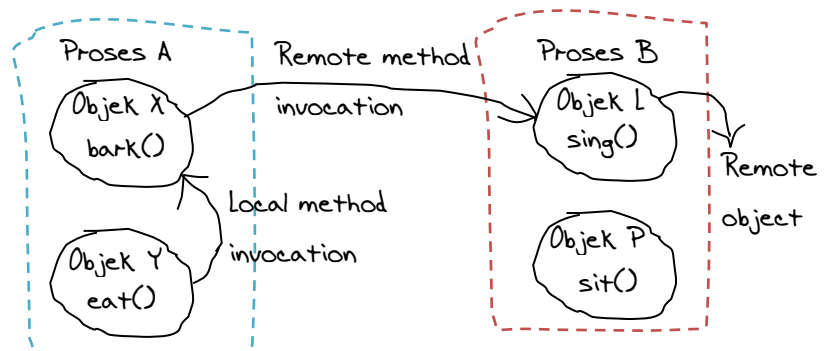 Proses A
Remote method
invocation
Proses B
Objek X
bark()
Objek L
sing()
Remote
object
Local method
invocation
Objek Y
eat()
Objek P
sit()